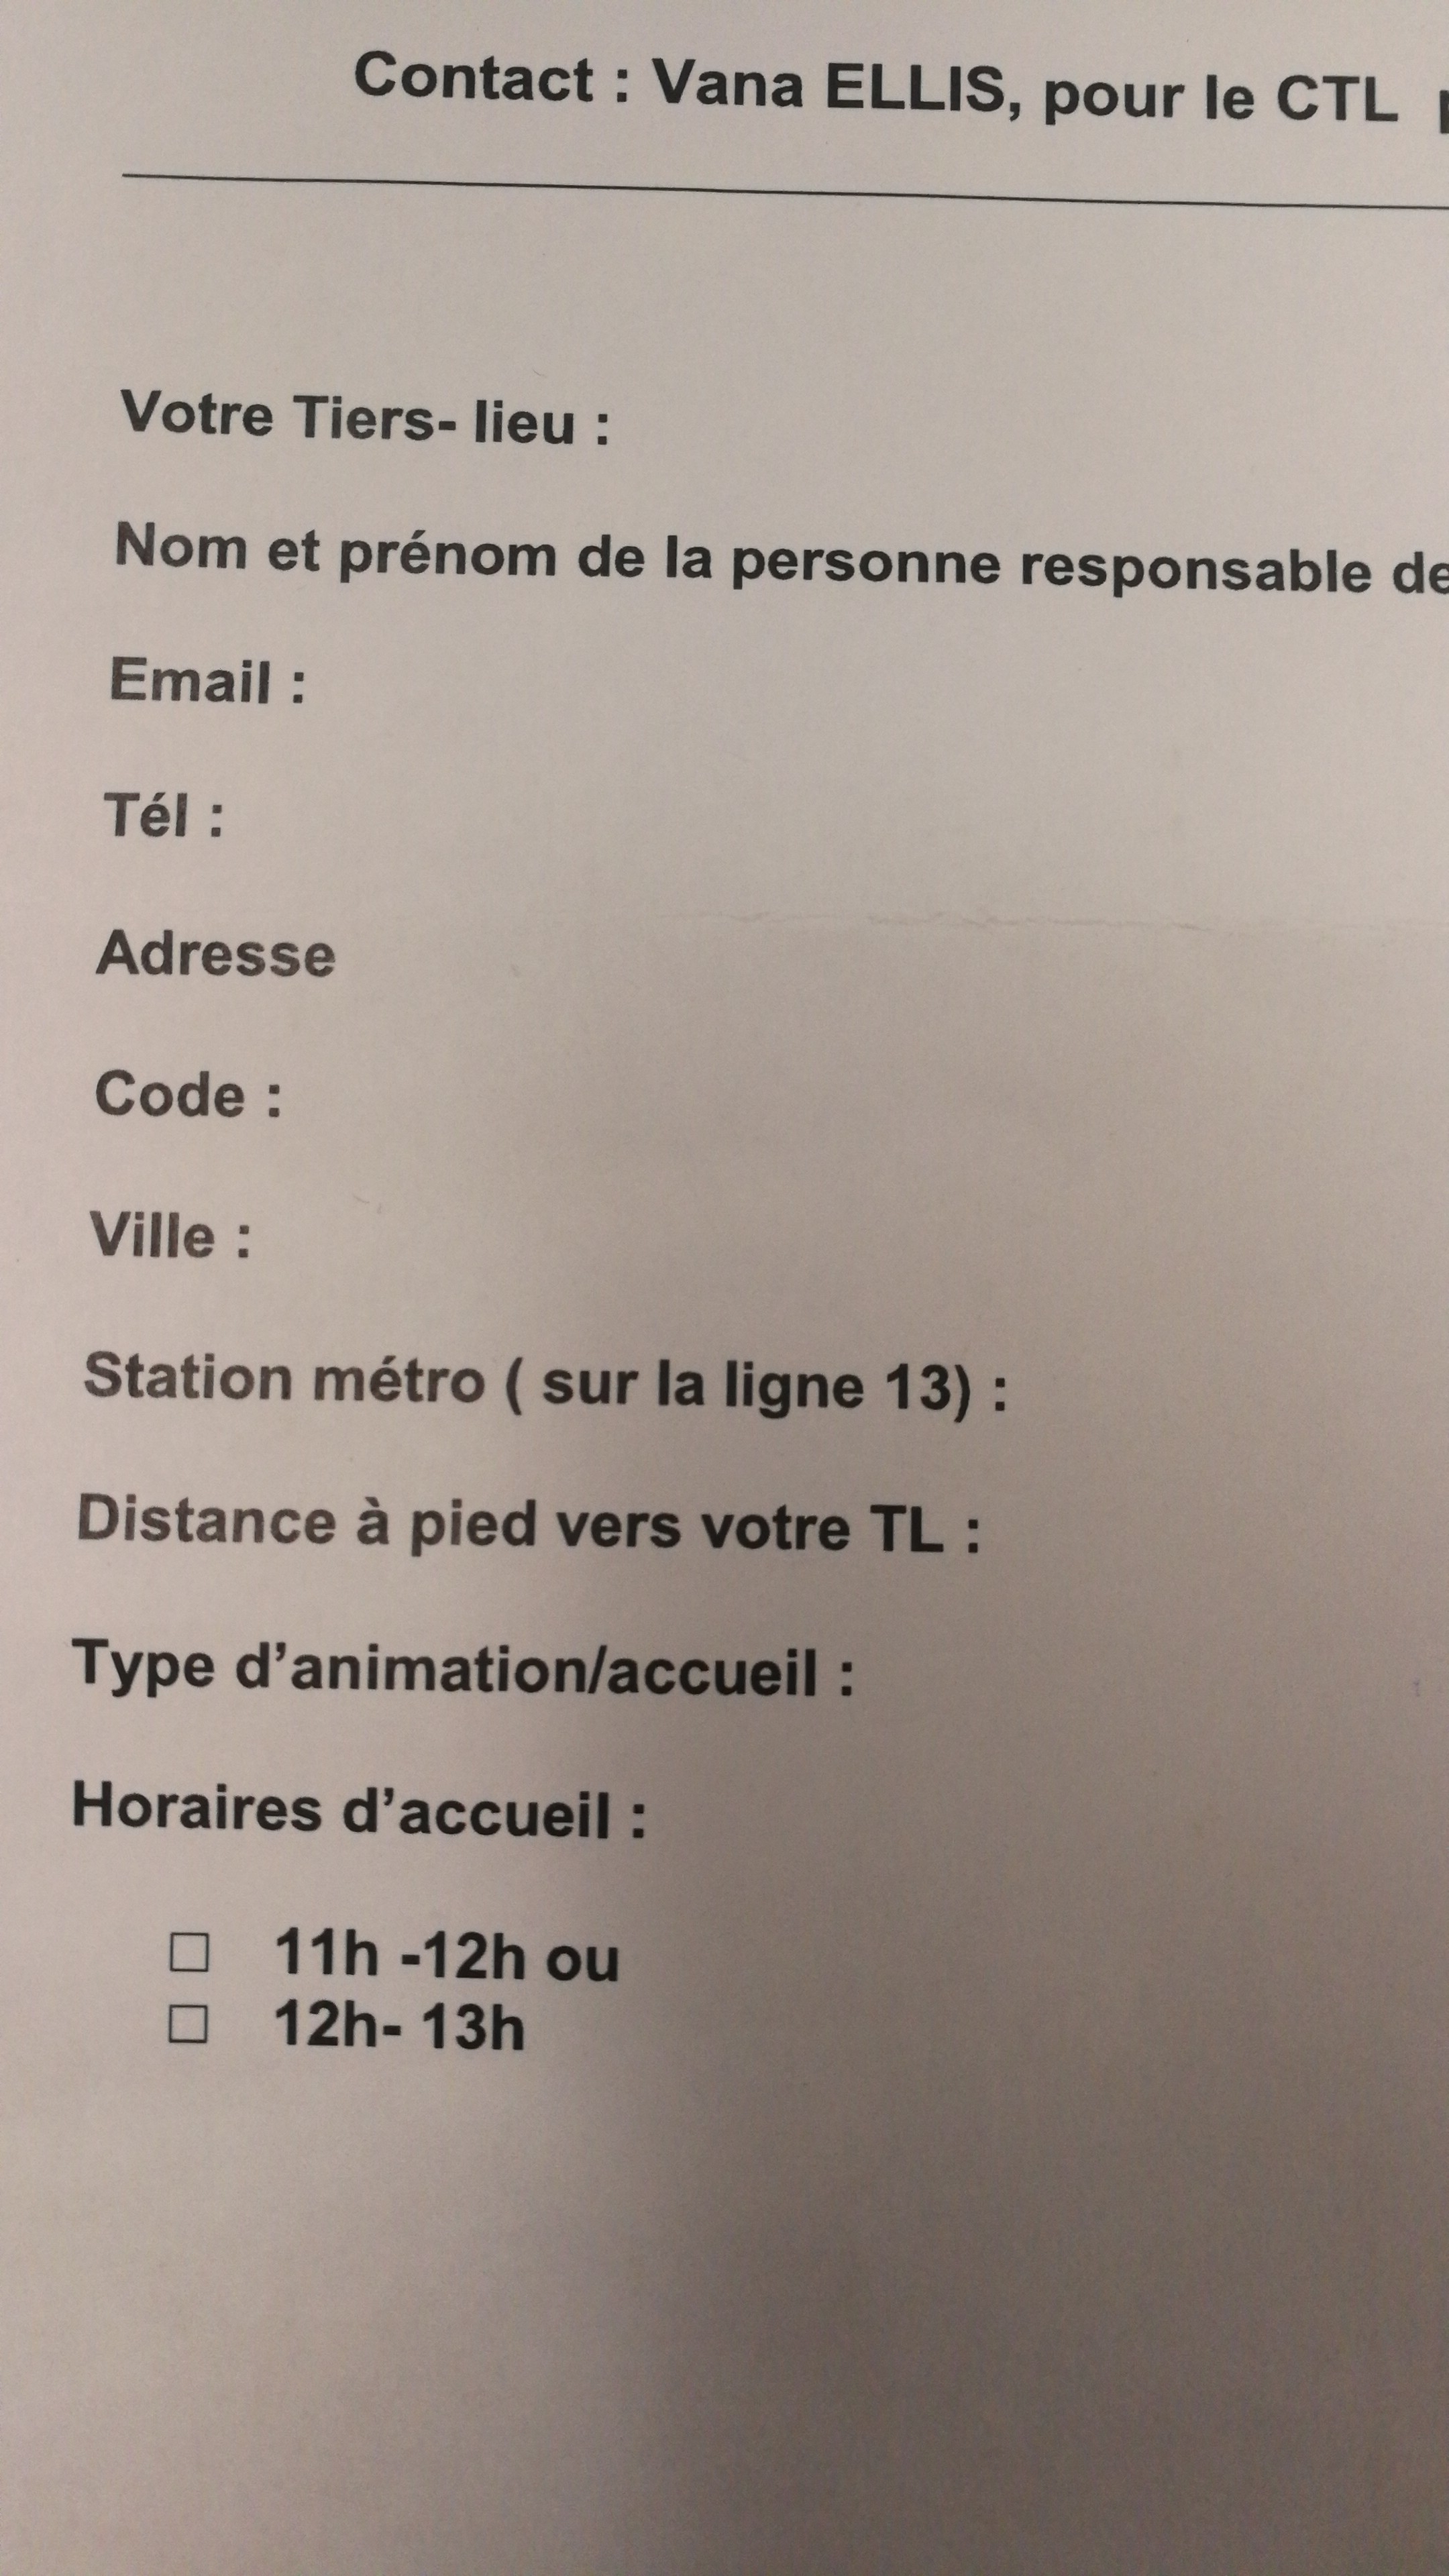 Contact : Vana ELLIS, pour le CTL
Votre Tiers- lieu :
Nom et prénom de la personne responsable de
Email :
Tél :
Adresse
Code :
Ville :
Station métro ( sur la ligne 13) :
Distance à pied vers votre TL :
Type d’animation/accueil :
Horaires d’accueil :
☐ 11h -12h ou
☐ 12h- 13h